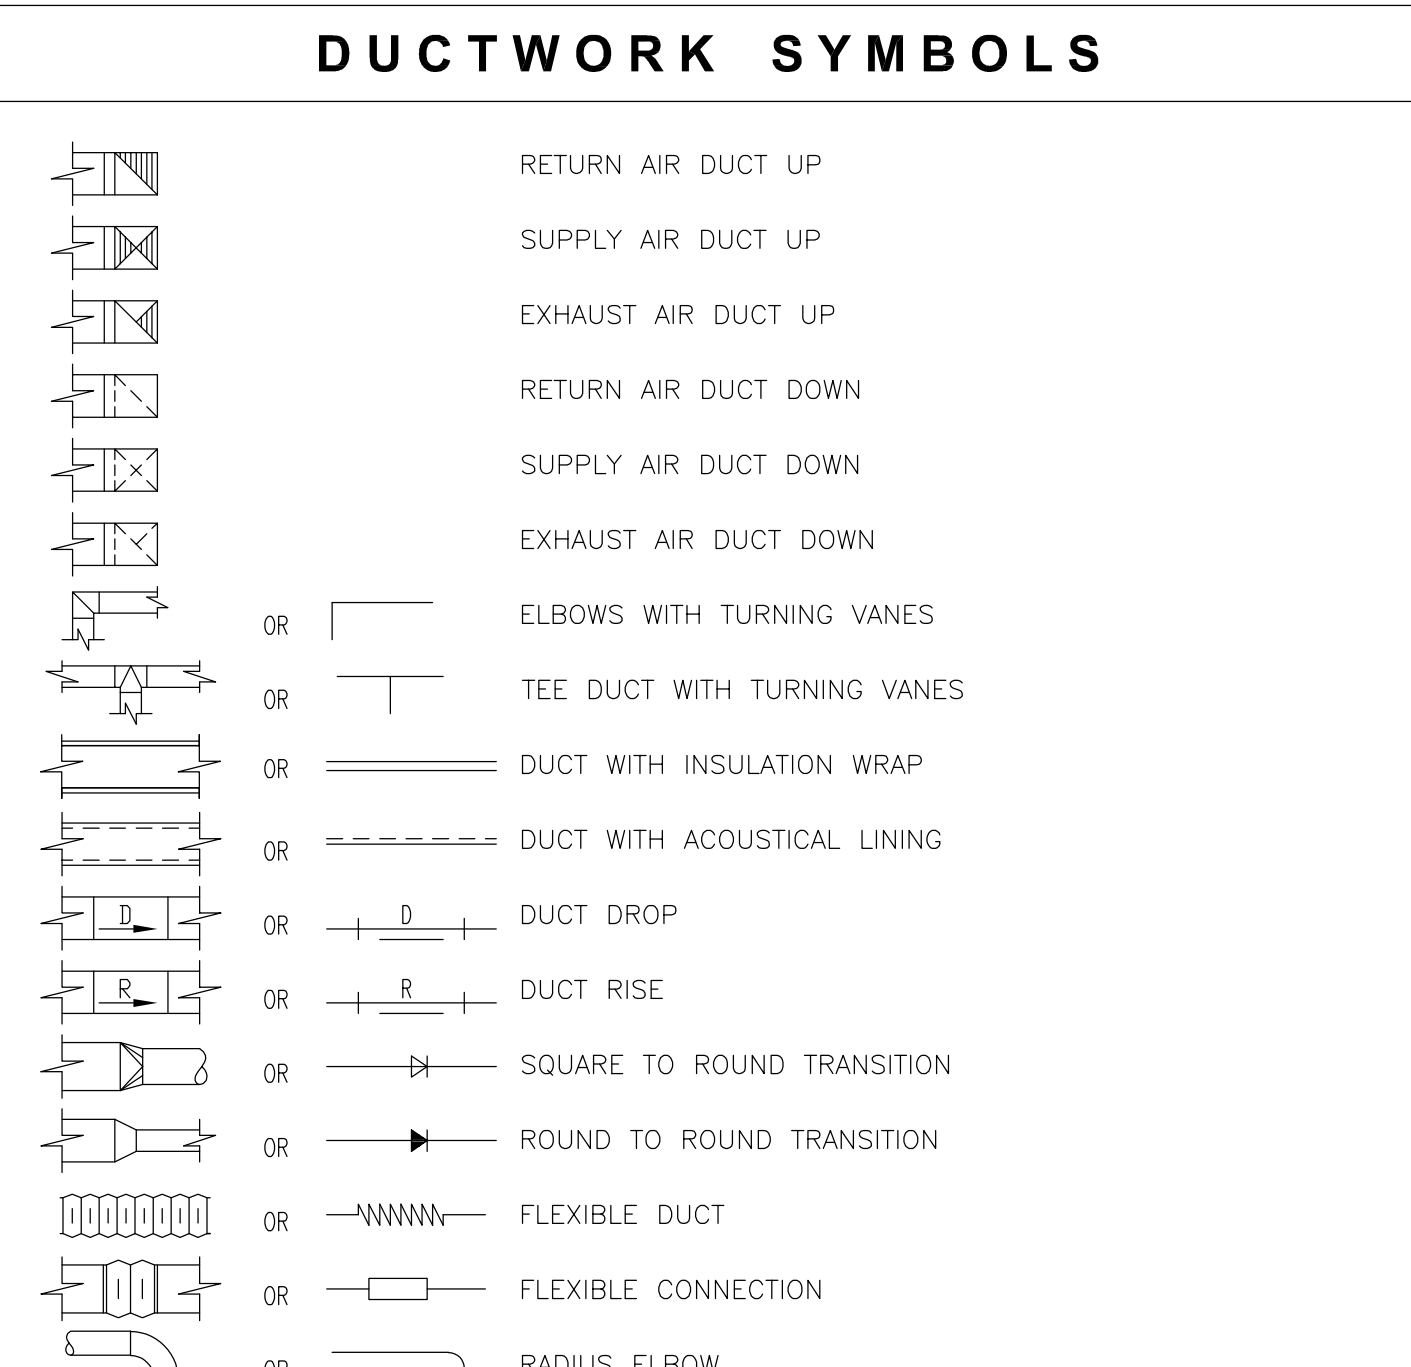 DUCTWORK SYMBOLS
RETURN AIR DUCT UP
SUPPLY AIR DUCT UP
EXHAUST AIR DUCT UP
RETURN AIR DUCT DOWN
SUPPLY AIR DUCT DOWN
EXHAUST AIR DUCT DOWN
OR ELBOWS WITH TURNING VANES
OR TEE DUCT WITH TURNING VANES
OR DUCT WITH INSULATION WRAP
OR DUCT WITH ACOUSTICAL LINING
D OR D DUCT DROP
R OR R DUCT RISE
OR SQUARE TO ROUND TRANSITION
OR ROUND TO ROUND TRANSITION
OR FLEXIBLE DUCT
OR FLEXIBLE CONNECTION
OR RADIUS ELBOW